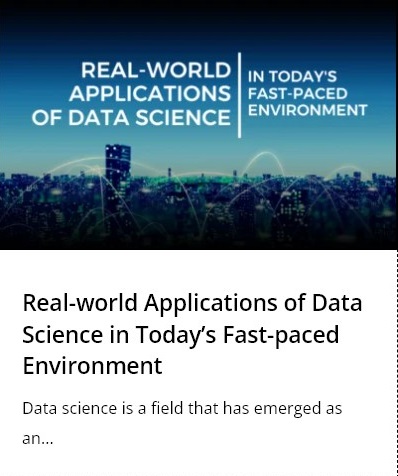 REAL-WORLD
APPLICATIONS
OF DATA SCIENCE
IN TODAY'S
FAST-PACED
ENVIRONMENT
Real-world Applications of Data
Science in Today’s Fast-paced
Environment
Data science is a field that has emerged as
an...